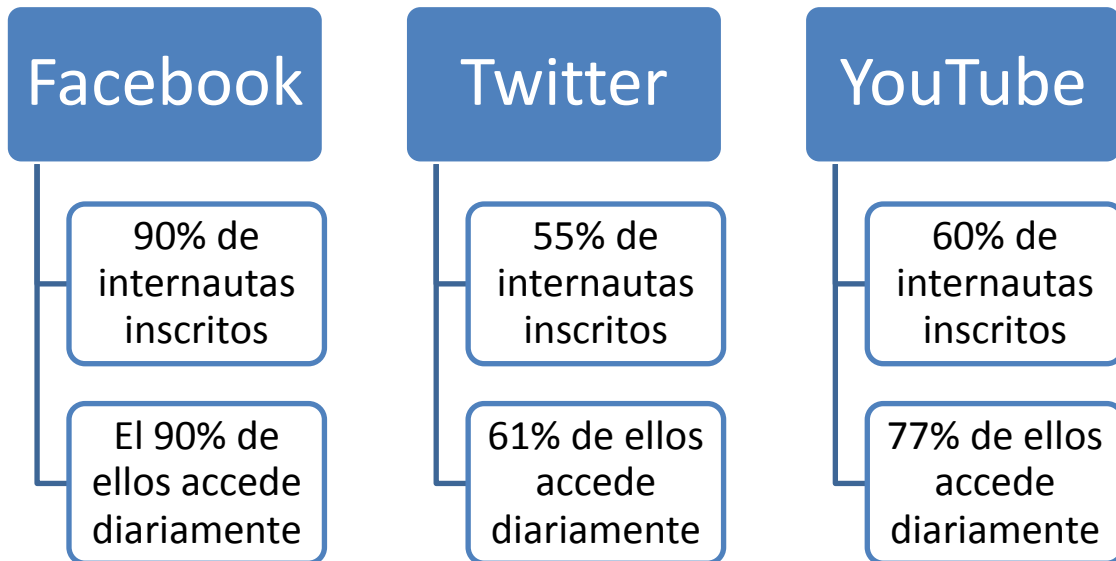 Facebook
90% de
internautas
inscritos
El 90% de
ellos accede
diariamente
Twitter
55% de
internautas
inscritos
61% de ellos
accede
diariamente
YouTube
60% de
internautas
inscritos
77% de ellos
accede
diariamente